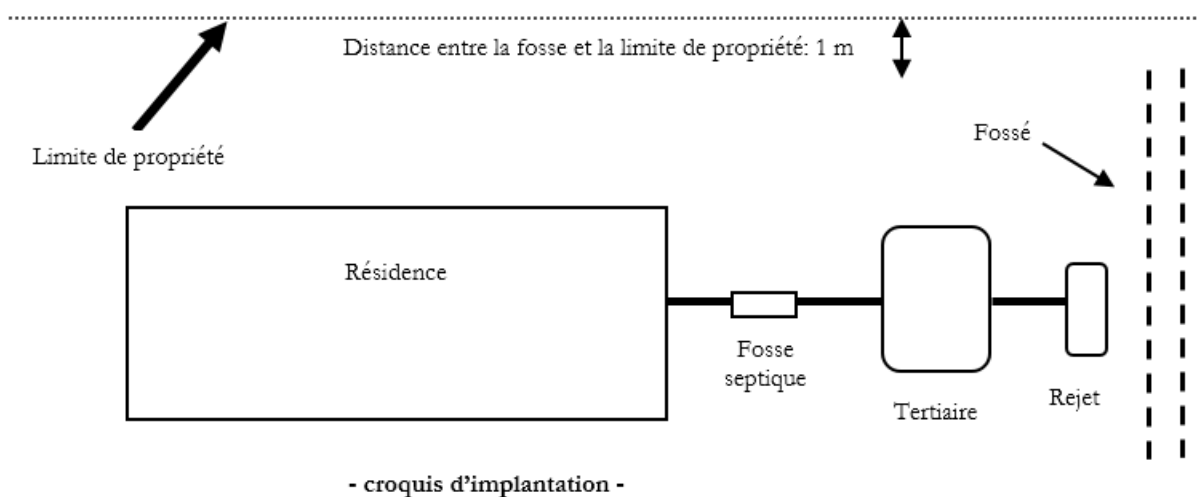 Distance entre la fosse et la limite de propriété: 1 m
Limite de propriété
Fossé
Résidence
Fosse
septique
Tertiaire
Rejet
- croquis d’implantation -